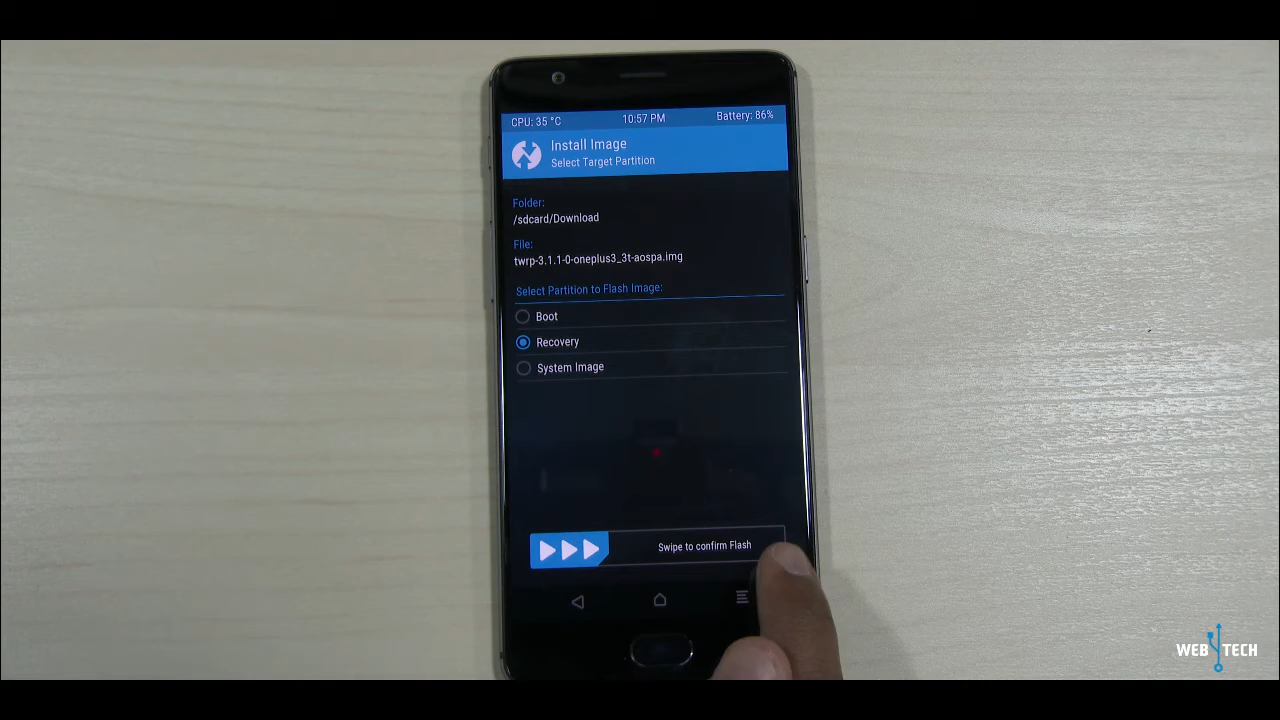 CPU: 35 °C 10:57 PM Battery: 86%
Install Image
Select Target Partition
Folder:
/sdcard/Download
File:
twrp-3.1.1-0-oneplus3_3t-aospa.img
Select Partition to Flash Image:
Boot
Recovery
System Image
Swipe to confirm Flash
WEB TECH